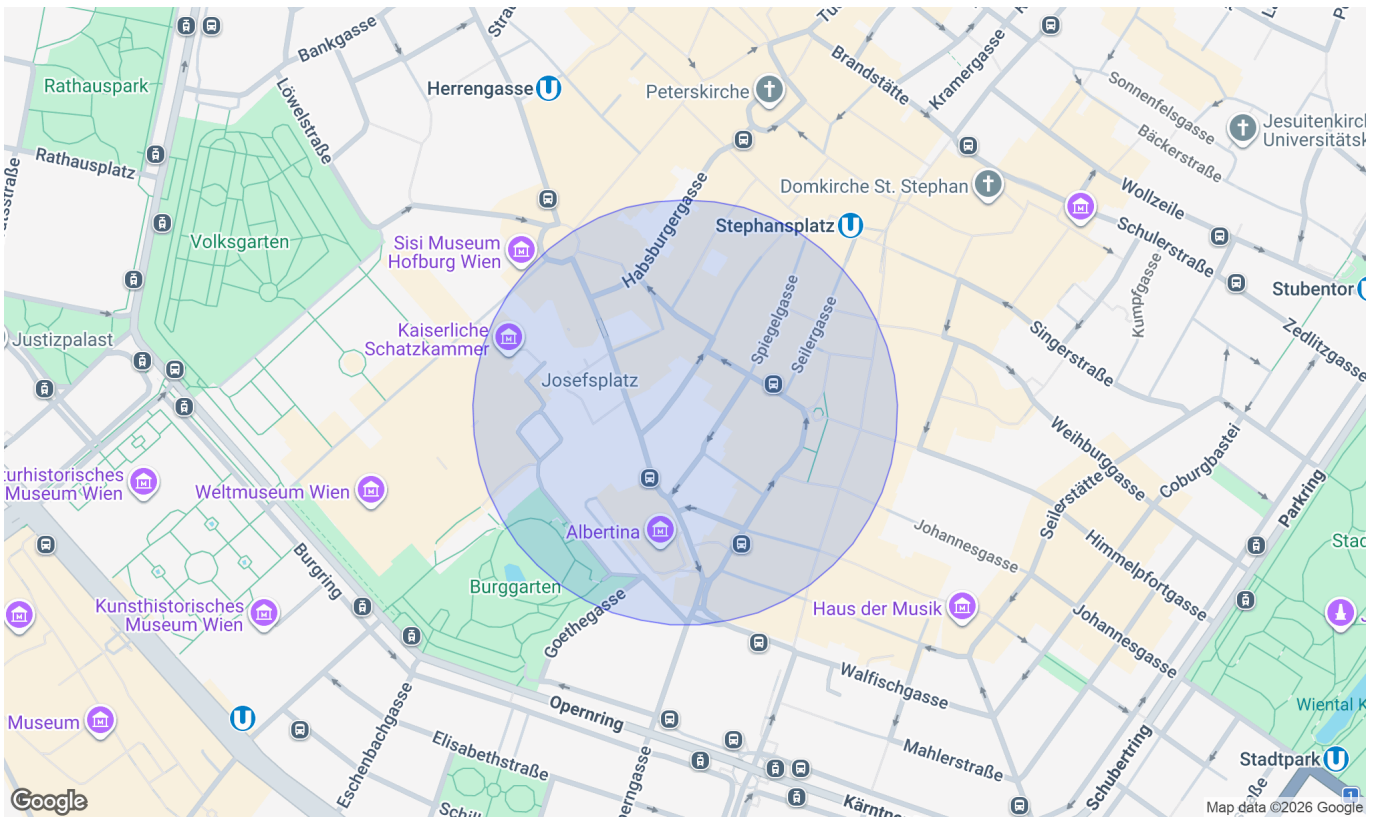 Bankgasse
Rathauspark
Löwelstraße
Herrengasse
Peterskirche
Brandstätte
Kramergasse
Sonnenfelsgasse
Bäckerstraße
Rathausplatz
Domkirche St. Stephan
Wollzeile
Volksgarten
Sisi Museum
Hofburg Wien
Habsburgergasse
Stephansplatz
Schulerstraße
Kumpfgasse
Stubentor
Zedlitzgasse
Justizpalast
Kaiserliche
Schatzkammer
Josefsplatz
Spiegelgasse
Seilergasse
Singerstraße
Weihburggasse
Coburgbastei
Seilerstätte
Parkring
turhistorisches
Museum Wien
Weltmuseum Wien
Albertina
Johannesgasse
Himmelpfortgasse
Burgring
Burggarten
Goethegasse
Kunsthistorisches
Museum Wien
Haus der Musik
Johannesgasse
Walfischgasse
Museum
Opernring
Eschenbachgasse
Elisabethstraße
Mahlerstraße
Schubertring
Stadtpark
1
Google
Map data ©2026 Google